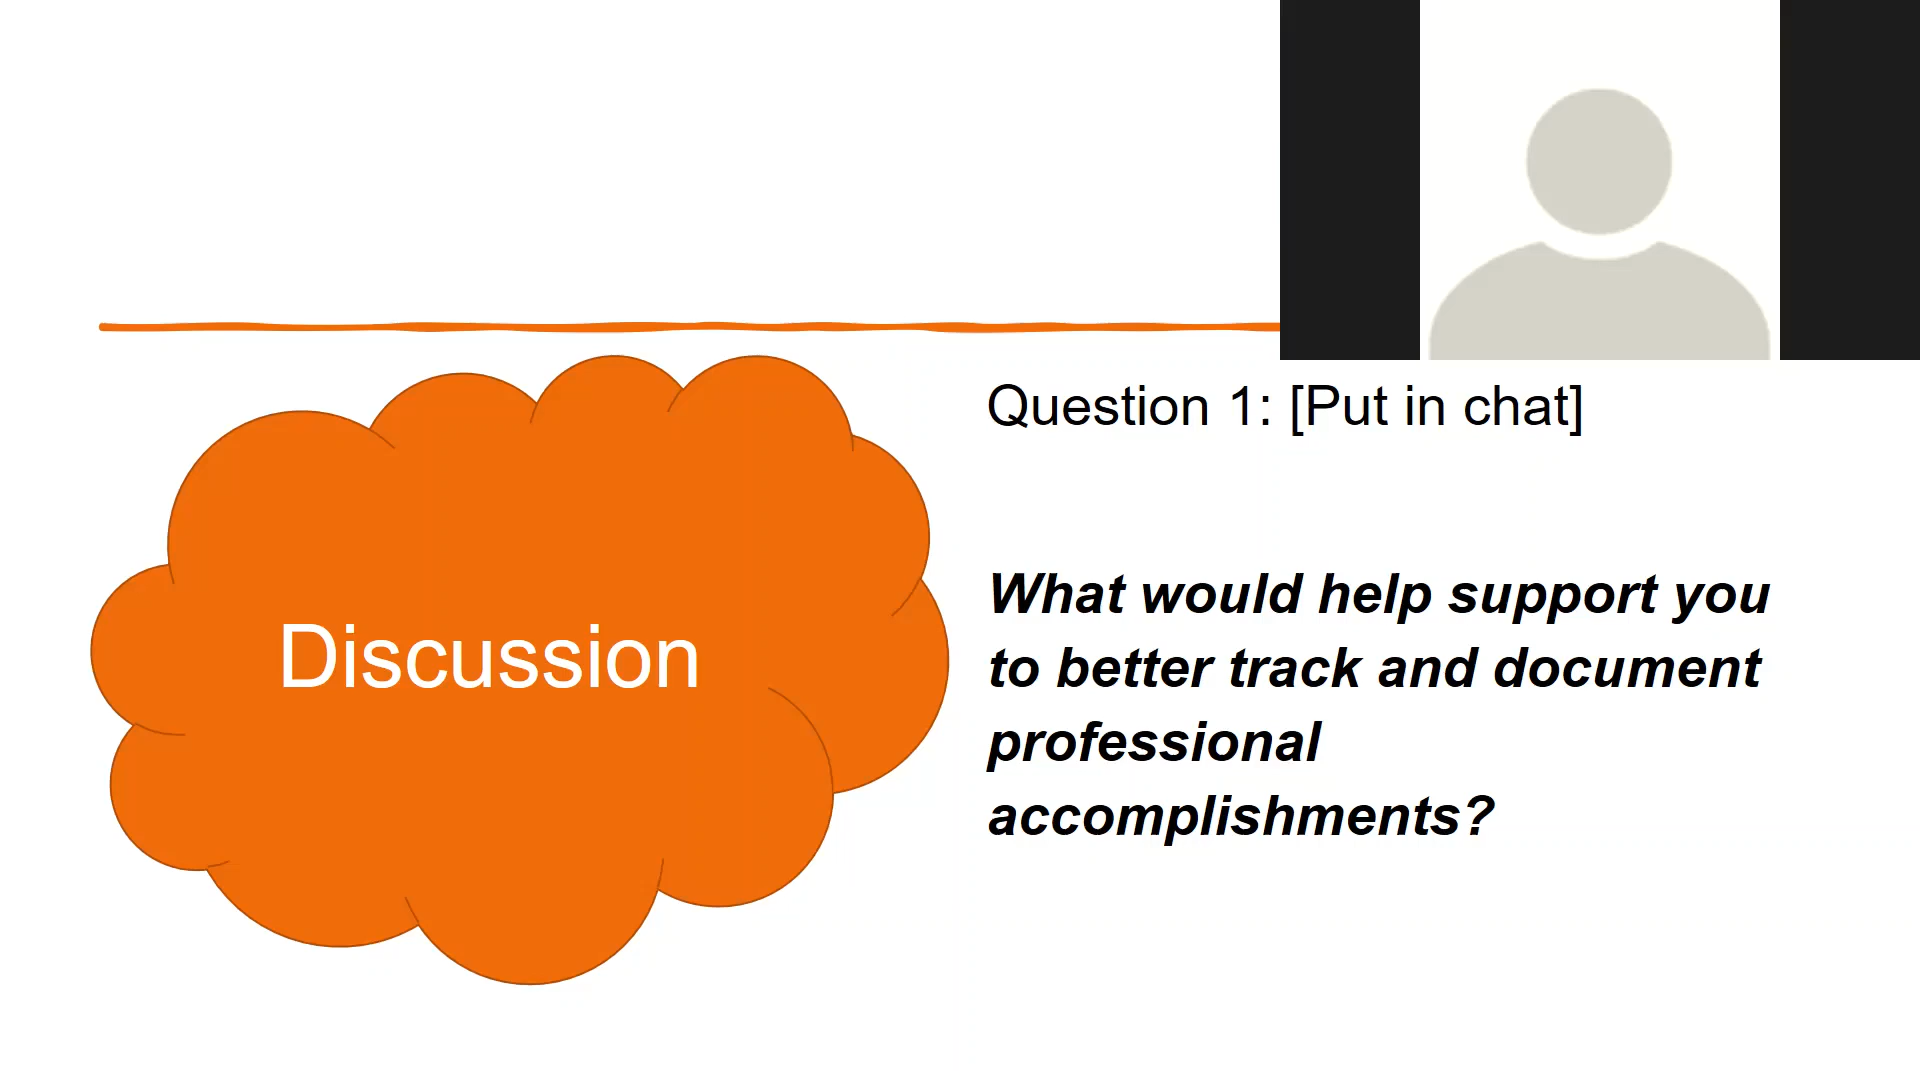 Question 1: [Put in chat]
Discussion
What would help support you
to better track and document
professional
accomplishments?